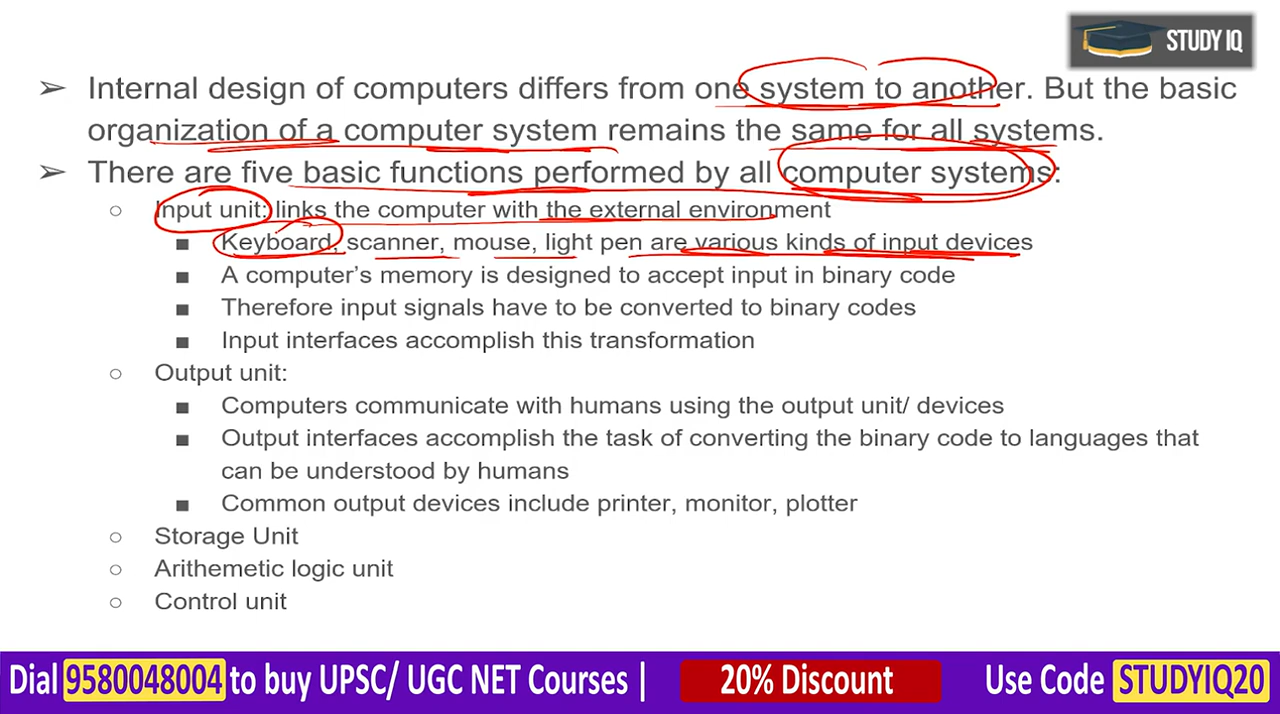 STUDY IQ
➢ Internal design of computers differs from one system to another. But the basic
organization of a computer system remains the same for all systems.
➢ There are five basic functions performed by all computer systems:
○ Input unit: links the computer with the external environment
■ Keyboard, scanner, mouse, light pen are various kinds of input devices
■ A computer’s memory is designed to accept input in binary code
■ Therefore input signals have to be converted to binary codes
■ Input interfaces accomplish this transformation
○ Output unit:
■ Computers communicate with humans using the output unit/ devices
■ Output interfaces accomplish the task of converting the binary code to languages that
can be understood by humans
■ Common output devices include printer, monitor, plotter
○ Storage Unit
○ Arithemetic logic unit
○ Control unit
Dial 9580048004 to buy UPSC/ UGC NET Courses | 20% Discount Use Code STUDYIQ20